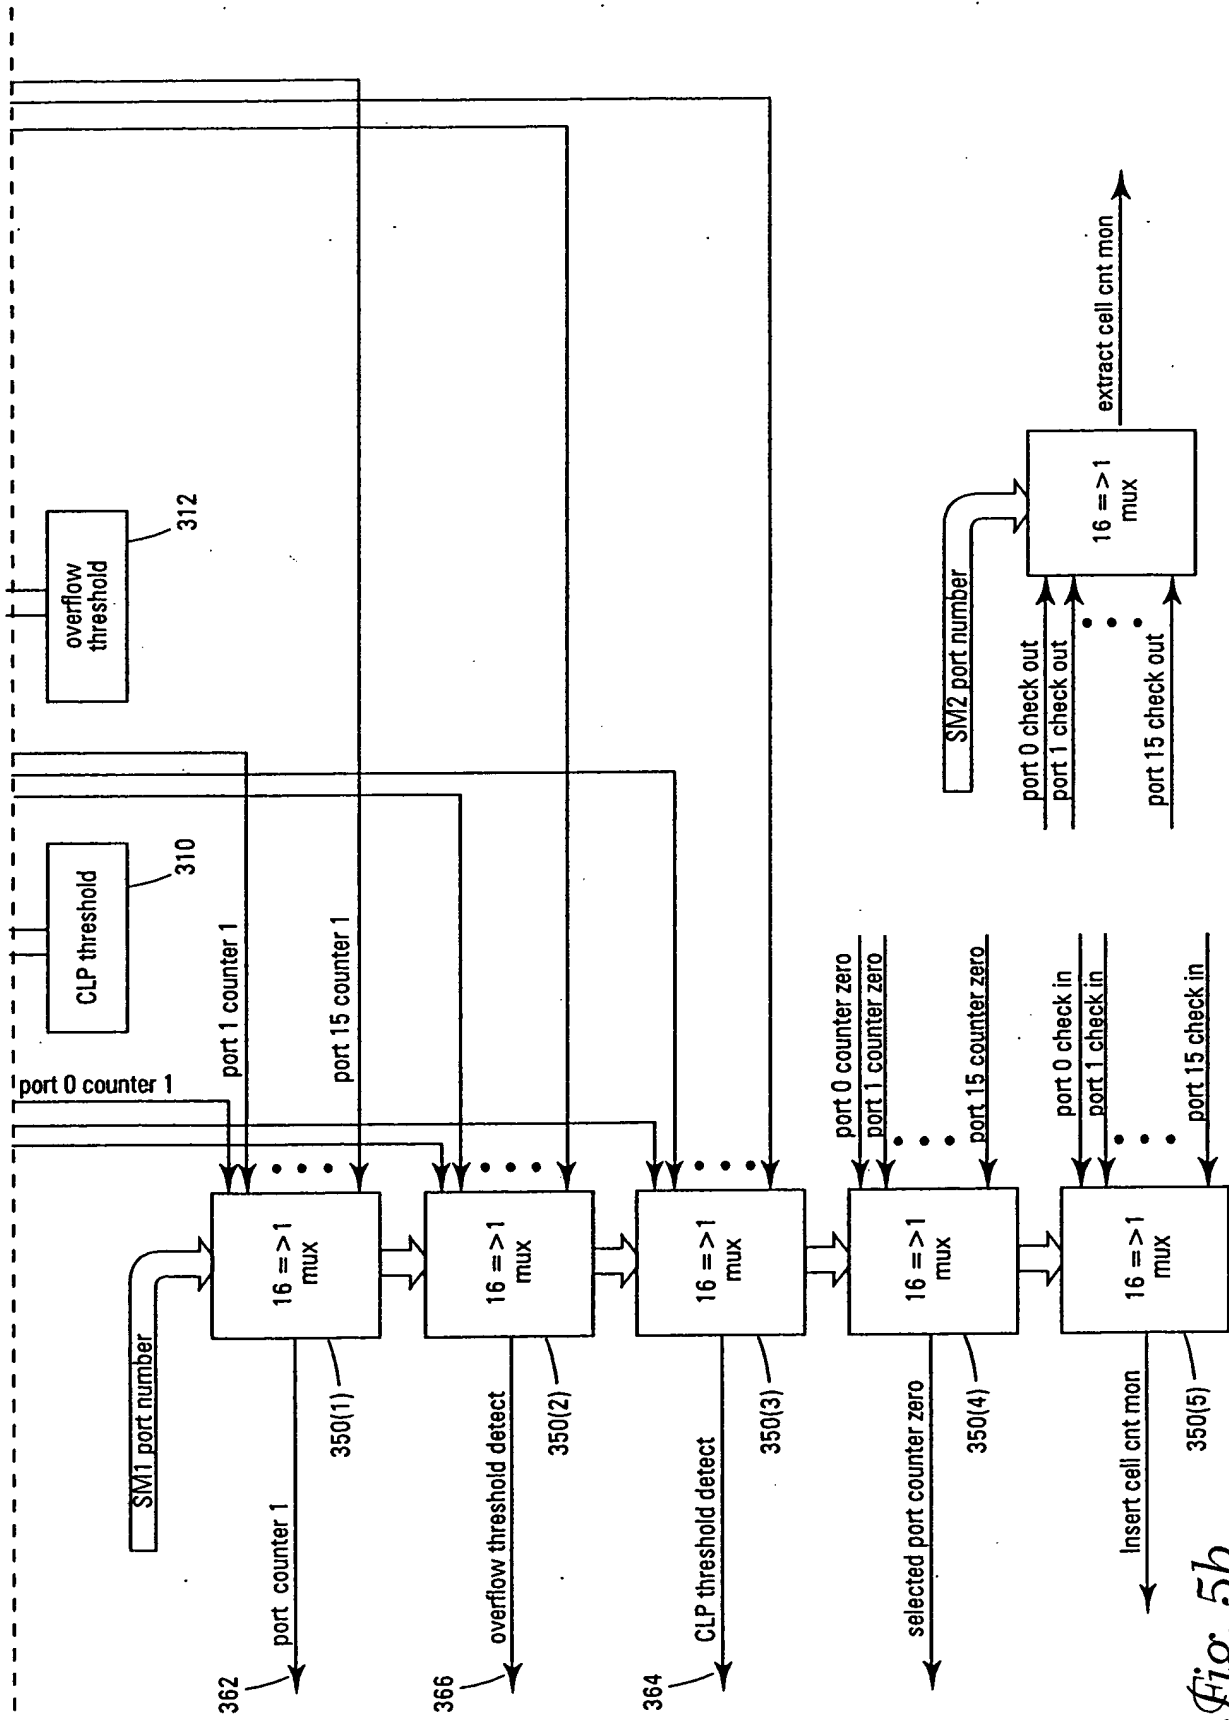 port 0 counter 1
CLP threshold
310
overflow
threshold
312
port 1 counter 1
port 15 counter 1
SM1 port number
16 =>1
mux
350(1)
port counter 1
362
16 =>1
mux
350(2)
overflow threshold detect
366
16 =>1
mux
350(3)
CLP threshold detect
364
port 0 counter zero
port 1 counter zero
port 15 counter zero
16 =>1
mux
350(4)
selected port counter zero
port 0 check in
port 1 check in
port 15 check in
16 =>1
mux
350(5)
Insert cell cnt mon
SM2 port number
port 0 check out
port 1 check out
port 15 check out
16 =>1
mux
extract cell cnt mon
Fig. 5b